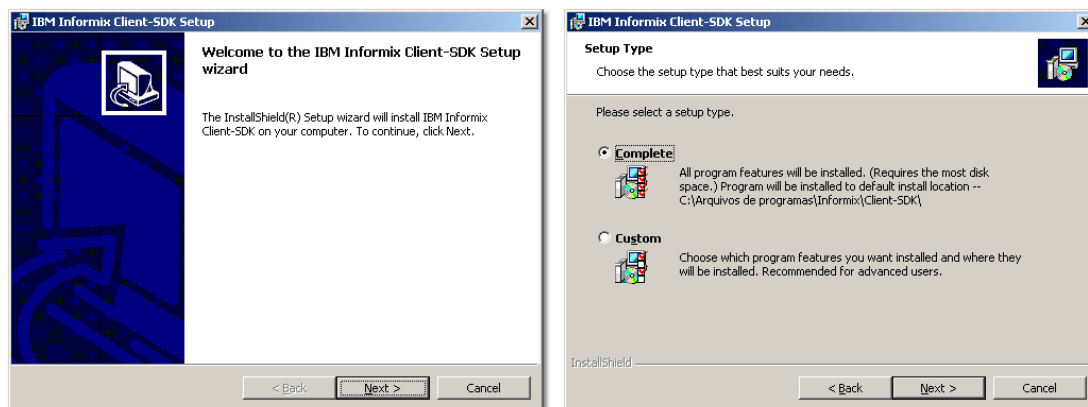 IBM Informix Client-SDK Setup
Welcome to the IBM Informix Client-SDK Setup
wizard
The InstallShield(R) Setup wizard will install IBM Informix
Client-SDK on your computer. To continue, click Next.
< Back
Next >
Cancel
IBM Informix Client-SDK Setup
Setup Type
Choose the setup type that best suits your needs.
Please select a setup type.
Complete
All program features will be installed. (Requires the most disk
space.) Program will be installed to default install location --
C:\Arquivos de programas\Informix\Client-SDK\
Custom
Choose which program features you want installed and where they
will be installed. Recommended for advanced users.
InstallShield
< Back
Next >
Cancel